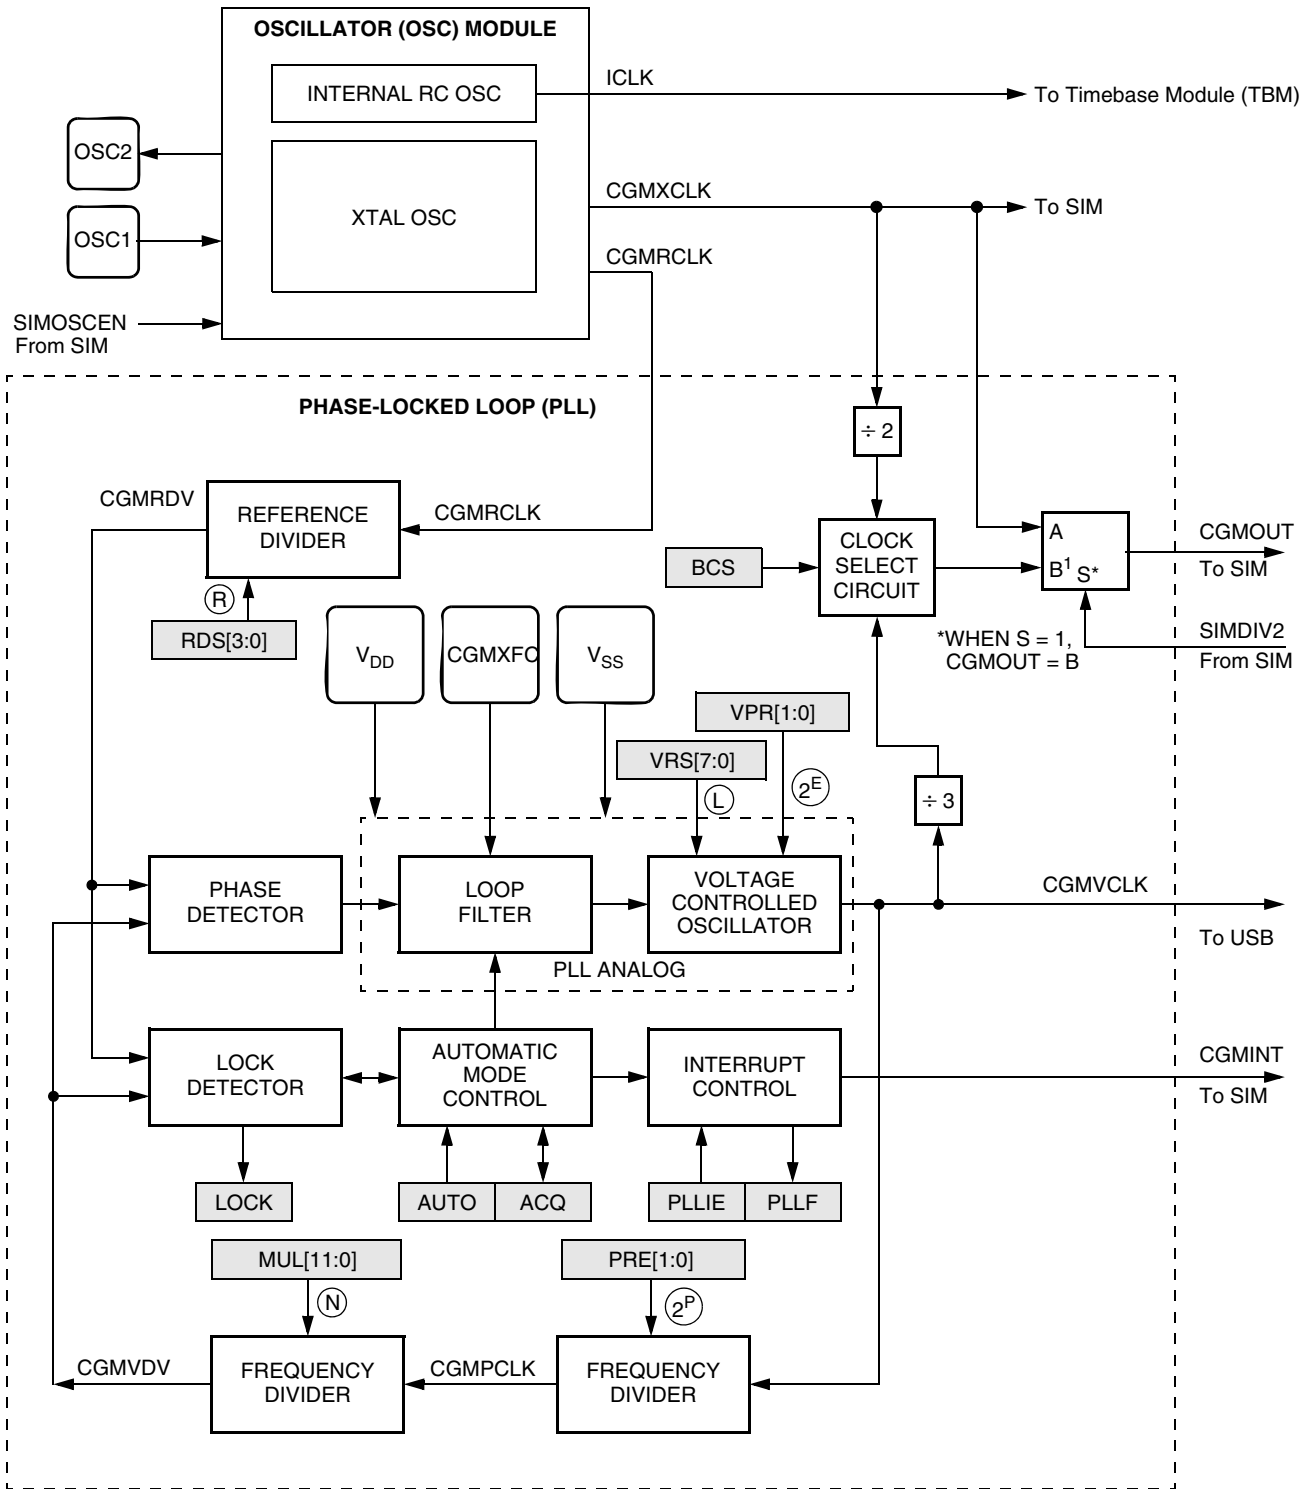 OSCILLATOR (OSC) MODULE
INTERNAL RC OSC
ICLK
To Timebase Module (TBM)
OSC2
XTAL OSC
CGMXCLK
To SIM
OSC1
CGMRCLK
SIMOSCEN
From SIM
PHASE-LOCKED LOOP (PLL)
÷ 2
CGMRDV
REFERENCE
DIVIDER
CGMRCLK
CLOCK
SELECT
CIRCUIT
BCS
A
B1 S*
CGMOUT
To SIM
R
RDS[3:0]
VDD
CGMXFC
VSS
*WHEN S = 1,
CGMOUT = B
SIMDIV2
From SIM
VPR[1:0]
VRS[7:0]
L
2E
÷ 3
PHASE
DETECTOR
LOOP
FILTER
VOLTAGE
CONTROLLED
OSCILLATOR
CGMVCLK
To USB
PLL ANALOG
LOCK
DETECTOR
AUTOMATIC
MODE
CONTROL
INTERRUPT
CONTROL
CGMINT
To SIM
LOCK
AUTO
ACQ
PLLIE
PLLF
MUL[11:0]
PRE[1:0]
N
2P
CGMVDV
FREQUENCY
DIVIDER
CGMPCLK
FREQUENCY
DIVIDER